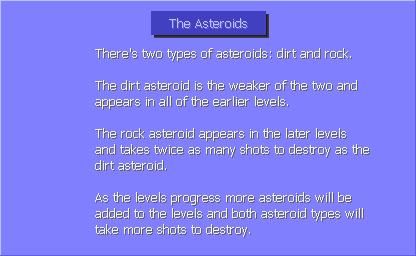 The Asteroids
There's two types of asteroids: dirt and rock.
The dirt asteroid is the weaker of the two and
appears in all of the earlier levels.
The rock asteroid appears in the later levels
and takes twice as many shots to destroy as the
dirt asteroid.
As the levels progress more asteroids will be
added to the levels and both asteroid types will
take more shots to destroy.